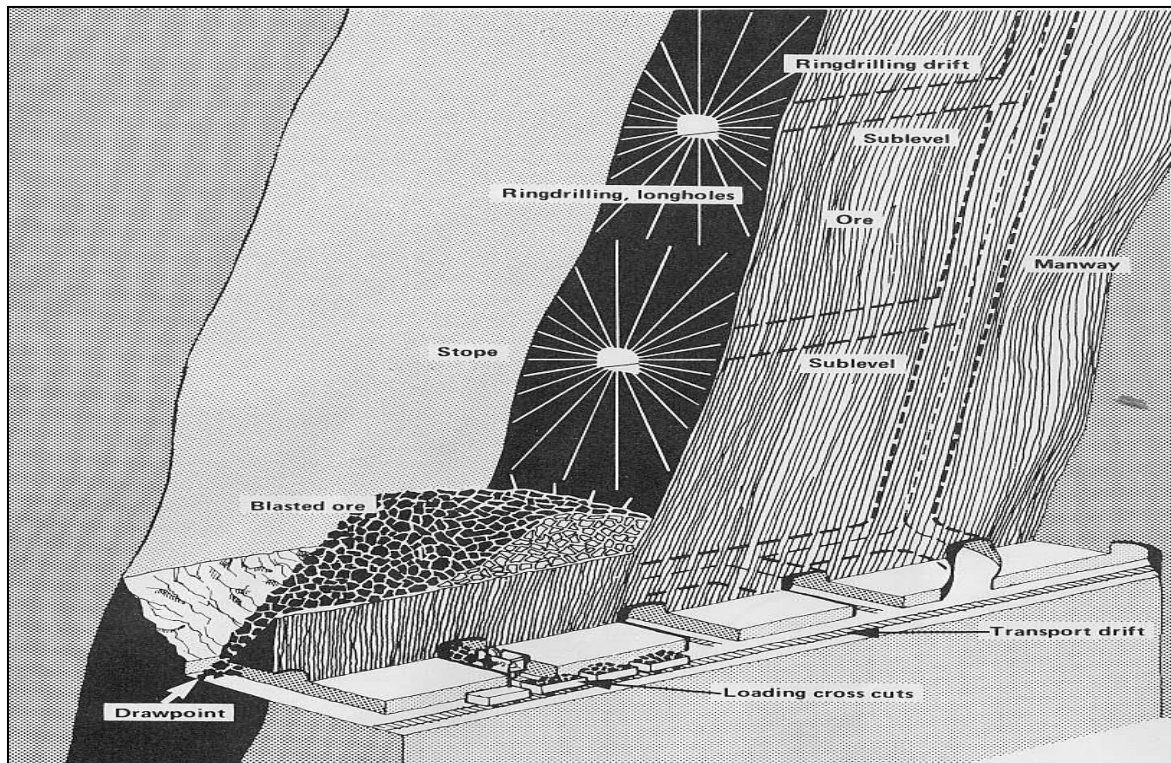 Ringdrilling drift
Sublevel
Ringdrilling, longholes
Ore
Manway
Stope
Sublevel
Blasted ore
Transport drift
Loading cross cuts
Drawpoint